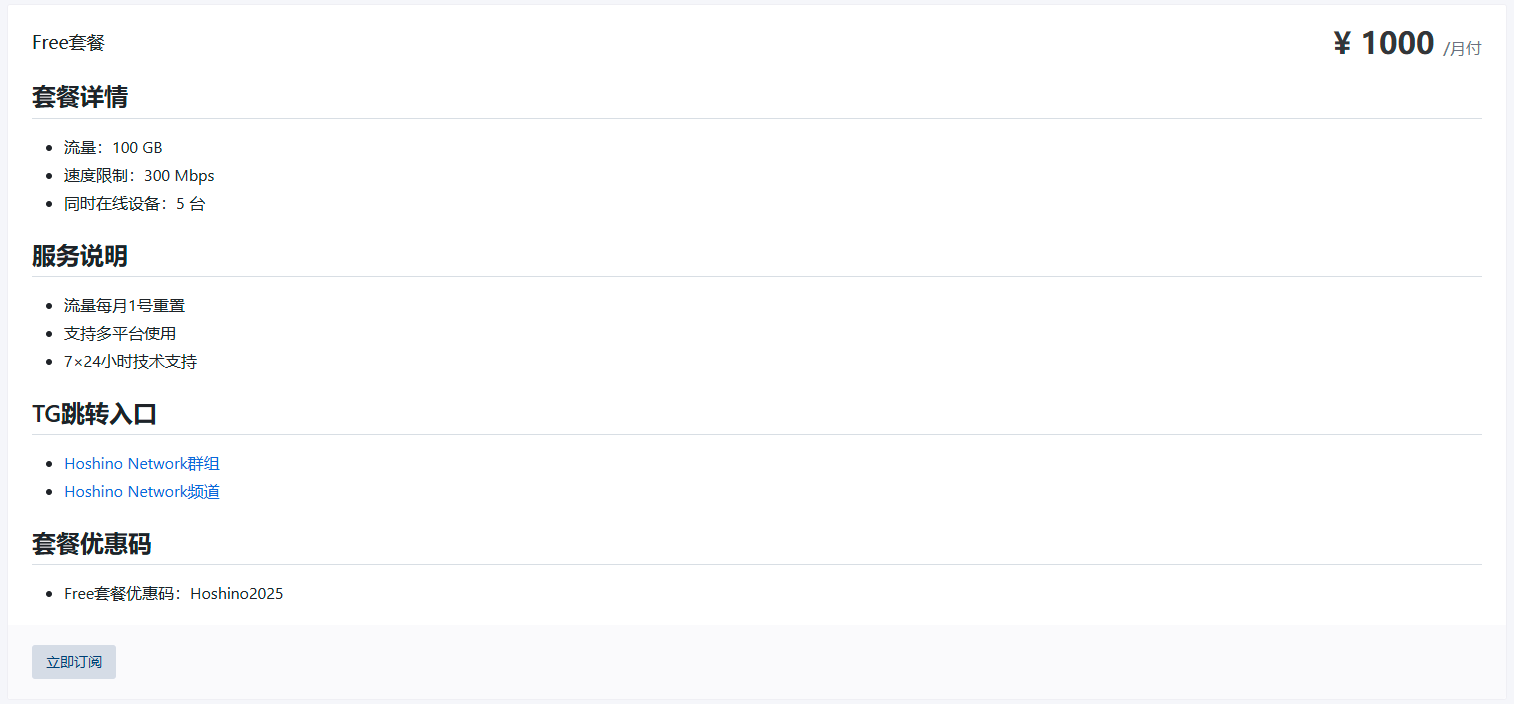 Free套餐
¥ 1000 /月付
套餐详情
流量：100 GB
速度限制：300 Mbps
同时在线设备：5 台
服务说明
流量每月1号重置
支持多平台使用
7×24小时技术支持
TG跳转入口
Hoshino Network群组
Hoshino Network频道
套餐优惠码
Free套餐优惠码：Hoshino2025
立即订阅